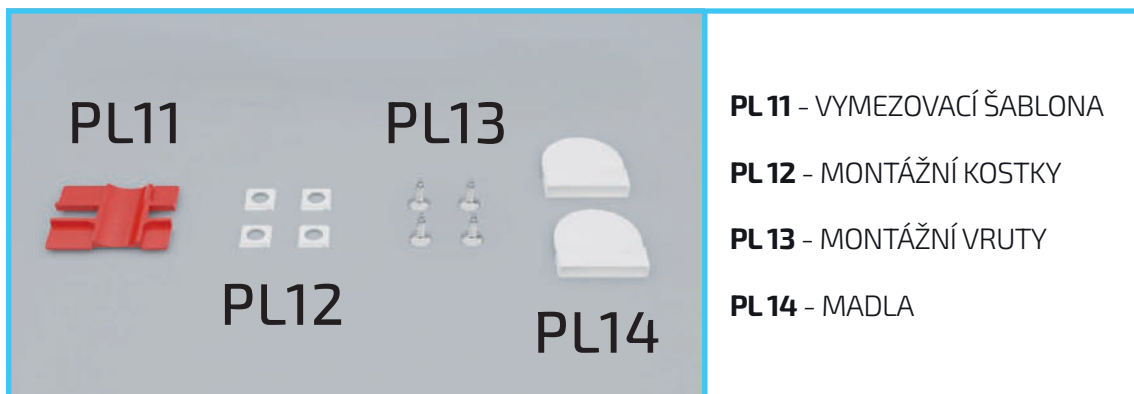 PL11
PL13
PL12
PL14
PL 11 - VYMEZOVACÍ ŠABLONA
PL 12 - MONTÁŽNÍ KOSTKY
PL 13 - MONTÁŽNÍ VRUTY
PL 14 - MADLA